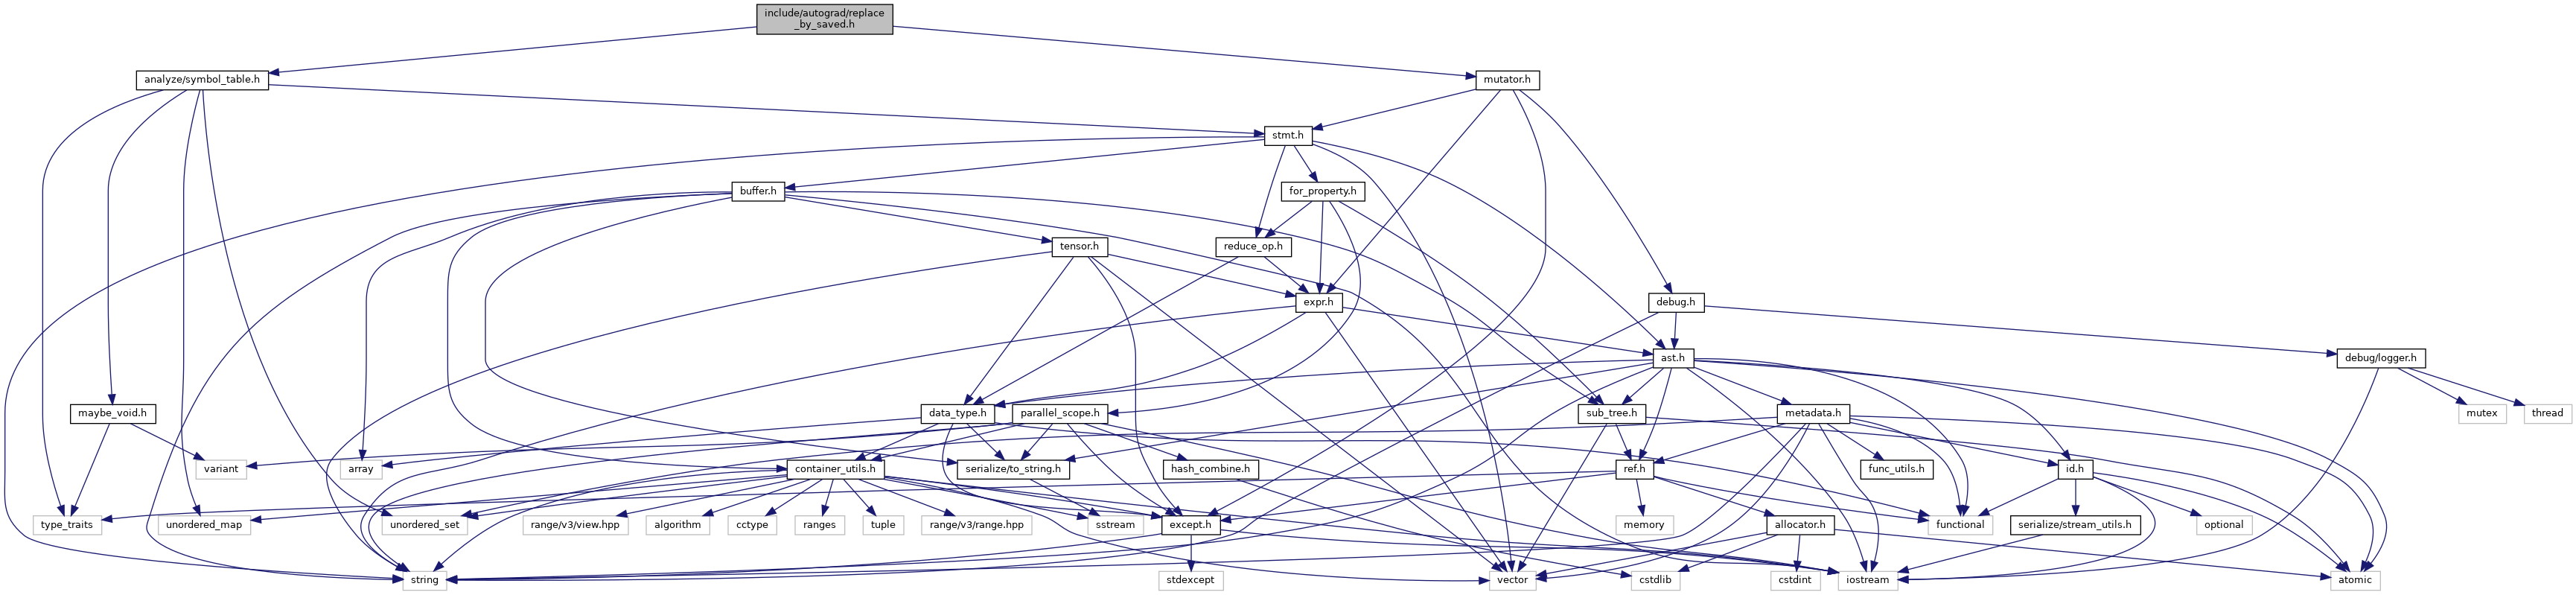 include/autograd/replace
_by_saved.h
analyze/symbol_table.h
mutator.h
stmt.h
buffer.h
for_property.h
tensor.h
reduce_op.h
expr.h
debug.h
ast.h
debug/logger.h
maybe_void.h
data_type.h
parallel_scope.h
sub_tree.h
metadata.h
mutex
thread
variant
array
container_utils.h
serialize/to_string.h
hash_combine.h
ref.h
func_utils.h
id.h
type_traits
unordered_map
unordered_set
range/v3/view.hpp
algorithm
cctype
ranges
tuple
range/v3/range.hpp
sstream
except.h
memory
allocator.h
functional
serialize/stream_utils.h
optional
string
stdexcept
vector
cstdlib
cstdint
iostream
atomic